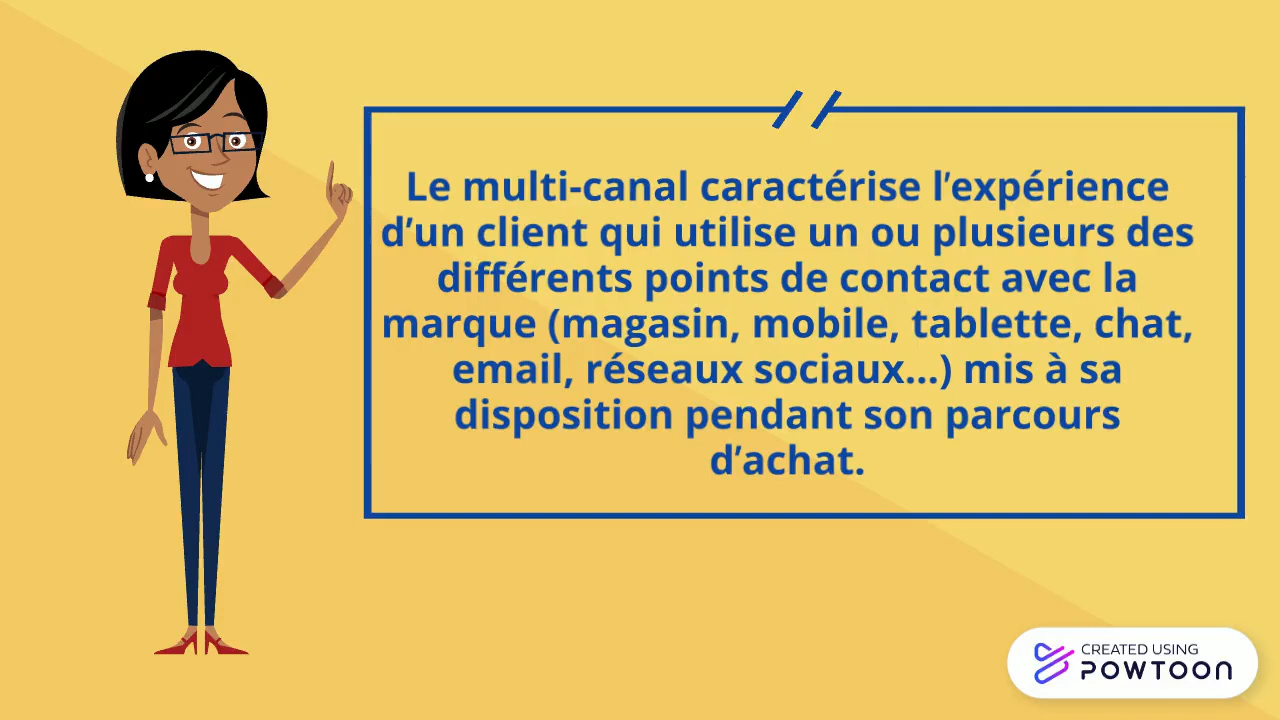 Le multi-canal caractérise l’expérience
d’un client qui utilise un ou plusieurs des
différents points de contact avec la
marque (magasin, mobile, tablette, chat,
email, réseaux sociaux...) mis à sa
disposition pendant son parcours
d’achat.
CREATED USING
POWTOON